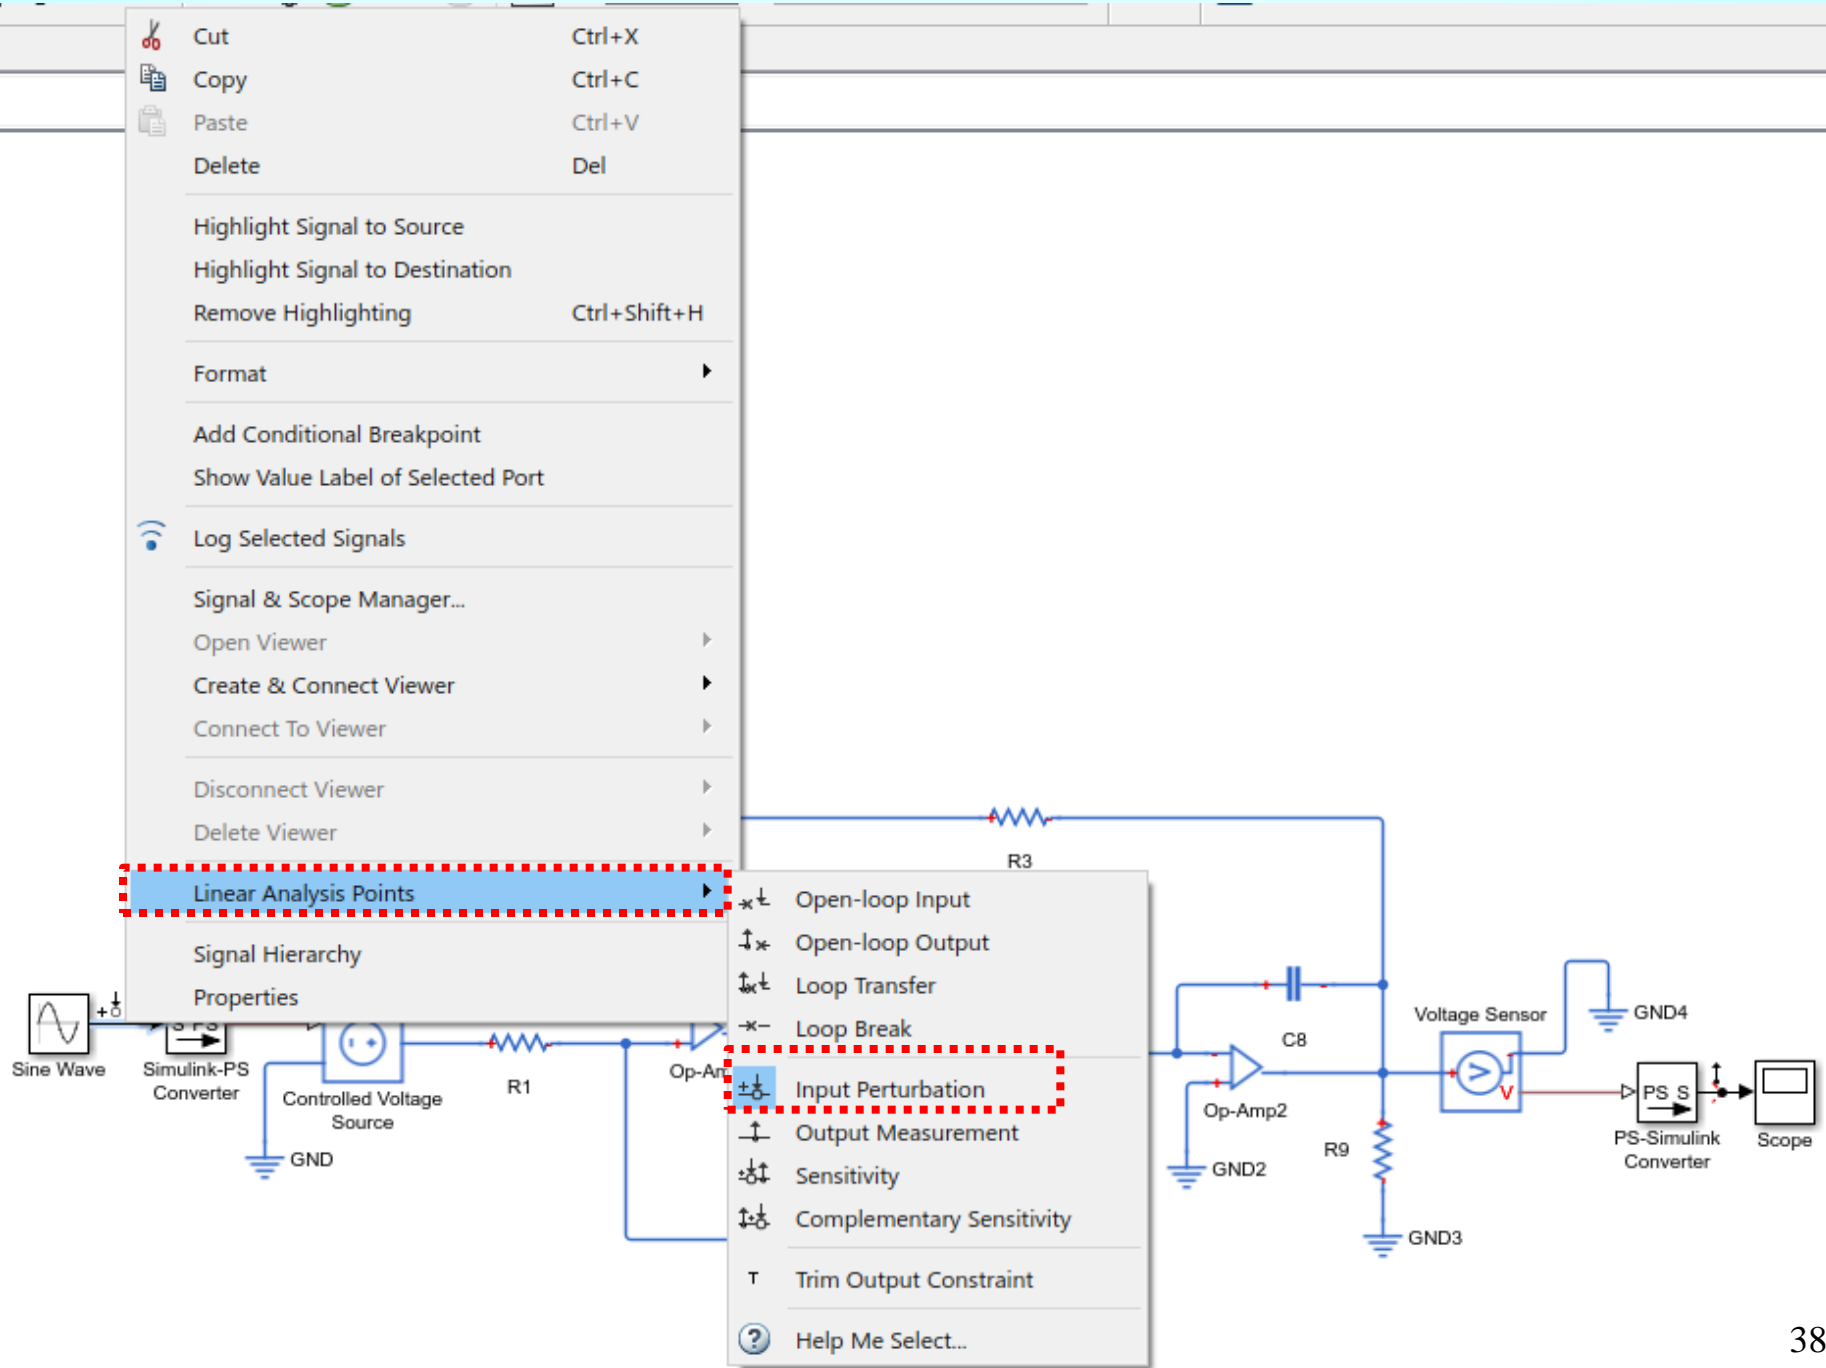 Cut Ctrl+X
Copy Ctrl+C
Paste Ctrl+V
Delete Del
Highlight Signal to Source
Highlight Signal to Destination
Remove Highlighting Ctrl+Shift+H
Format
Add Conditional Breakpoint
Show Value Label of Selected Port
Log Selected Signals
Signal & Scope Manager...
Open Viewer
Create & Connect Viewer
Connect To Viewer
Disconnect Viewer
Delete Viewer
Linear Analysis Points
Signal Hierarchy
Properties
Open-loop Input
Open-loop Output
Loop Transfer
Loop Break
Input Perturbation
Output Measurement
Sensitivity
Complementary Sensitivity
T Trim Output Constraint
Help Me Select...
Sine Wave
S PS
Simulink-PS
Converter
Controlled Voltage
Source
GND
R1
Op-Am
R3
C8
Op-Amp2
GND2
R9
GND3
Voltage Sensor
V
GND4
PS S
PS-Simulink
Converter
Scope
38